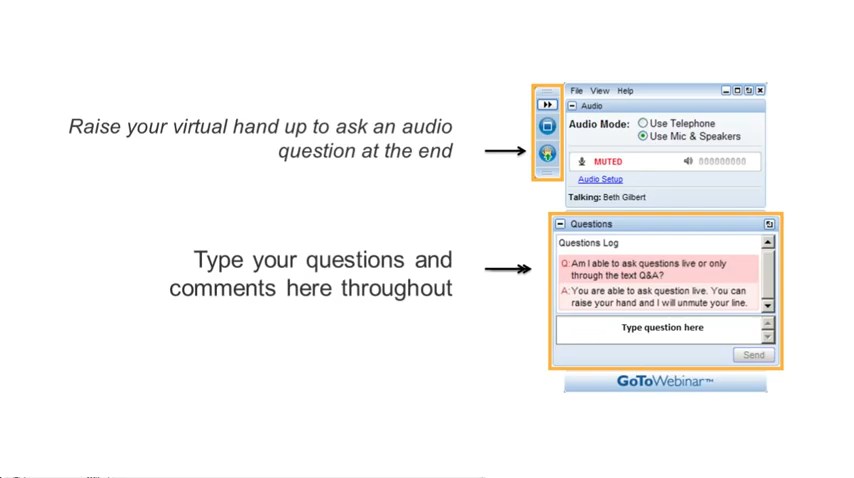 Raise your virtual hand up to ask an audio
question at the end
Type your questions and
comments here throughout
File View Help
Audio
Audio Mode: Use Telephone
Use Mic & Speakers
MUTED
Audio Setup
Talking: Beth Gilbert
Questions
Questions Log
Q: Am I able to ask questions live or only
through the text Q&A?
A: You are able to ask question live. You can
raise your hand and I will unmute your line.
Type question here
Send
GoToWebinar™